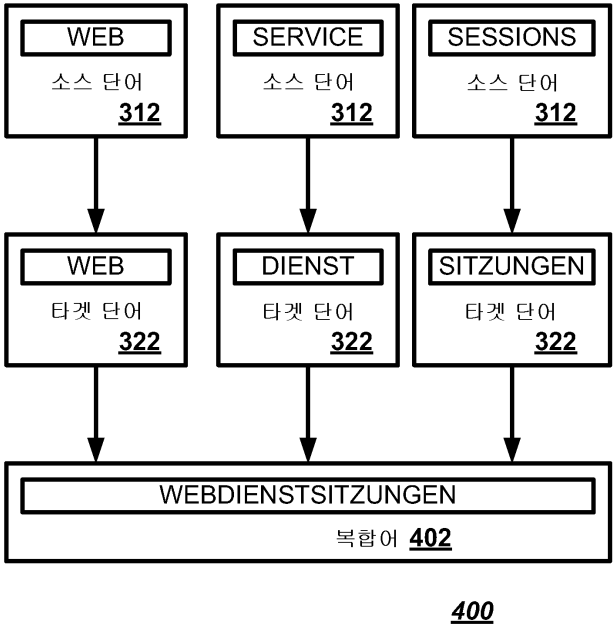 WEB
소스 단어
312
SERVICE
소스 단어
312
SESSIONS
소스 단어
312
WEB
타겟 단어
322
DIENST
타겟 단어
322
SITZUNGEN
타겟 단어
322
WEBDIENSTSITZUNGEN
복합어 402
400